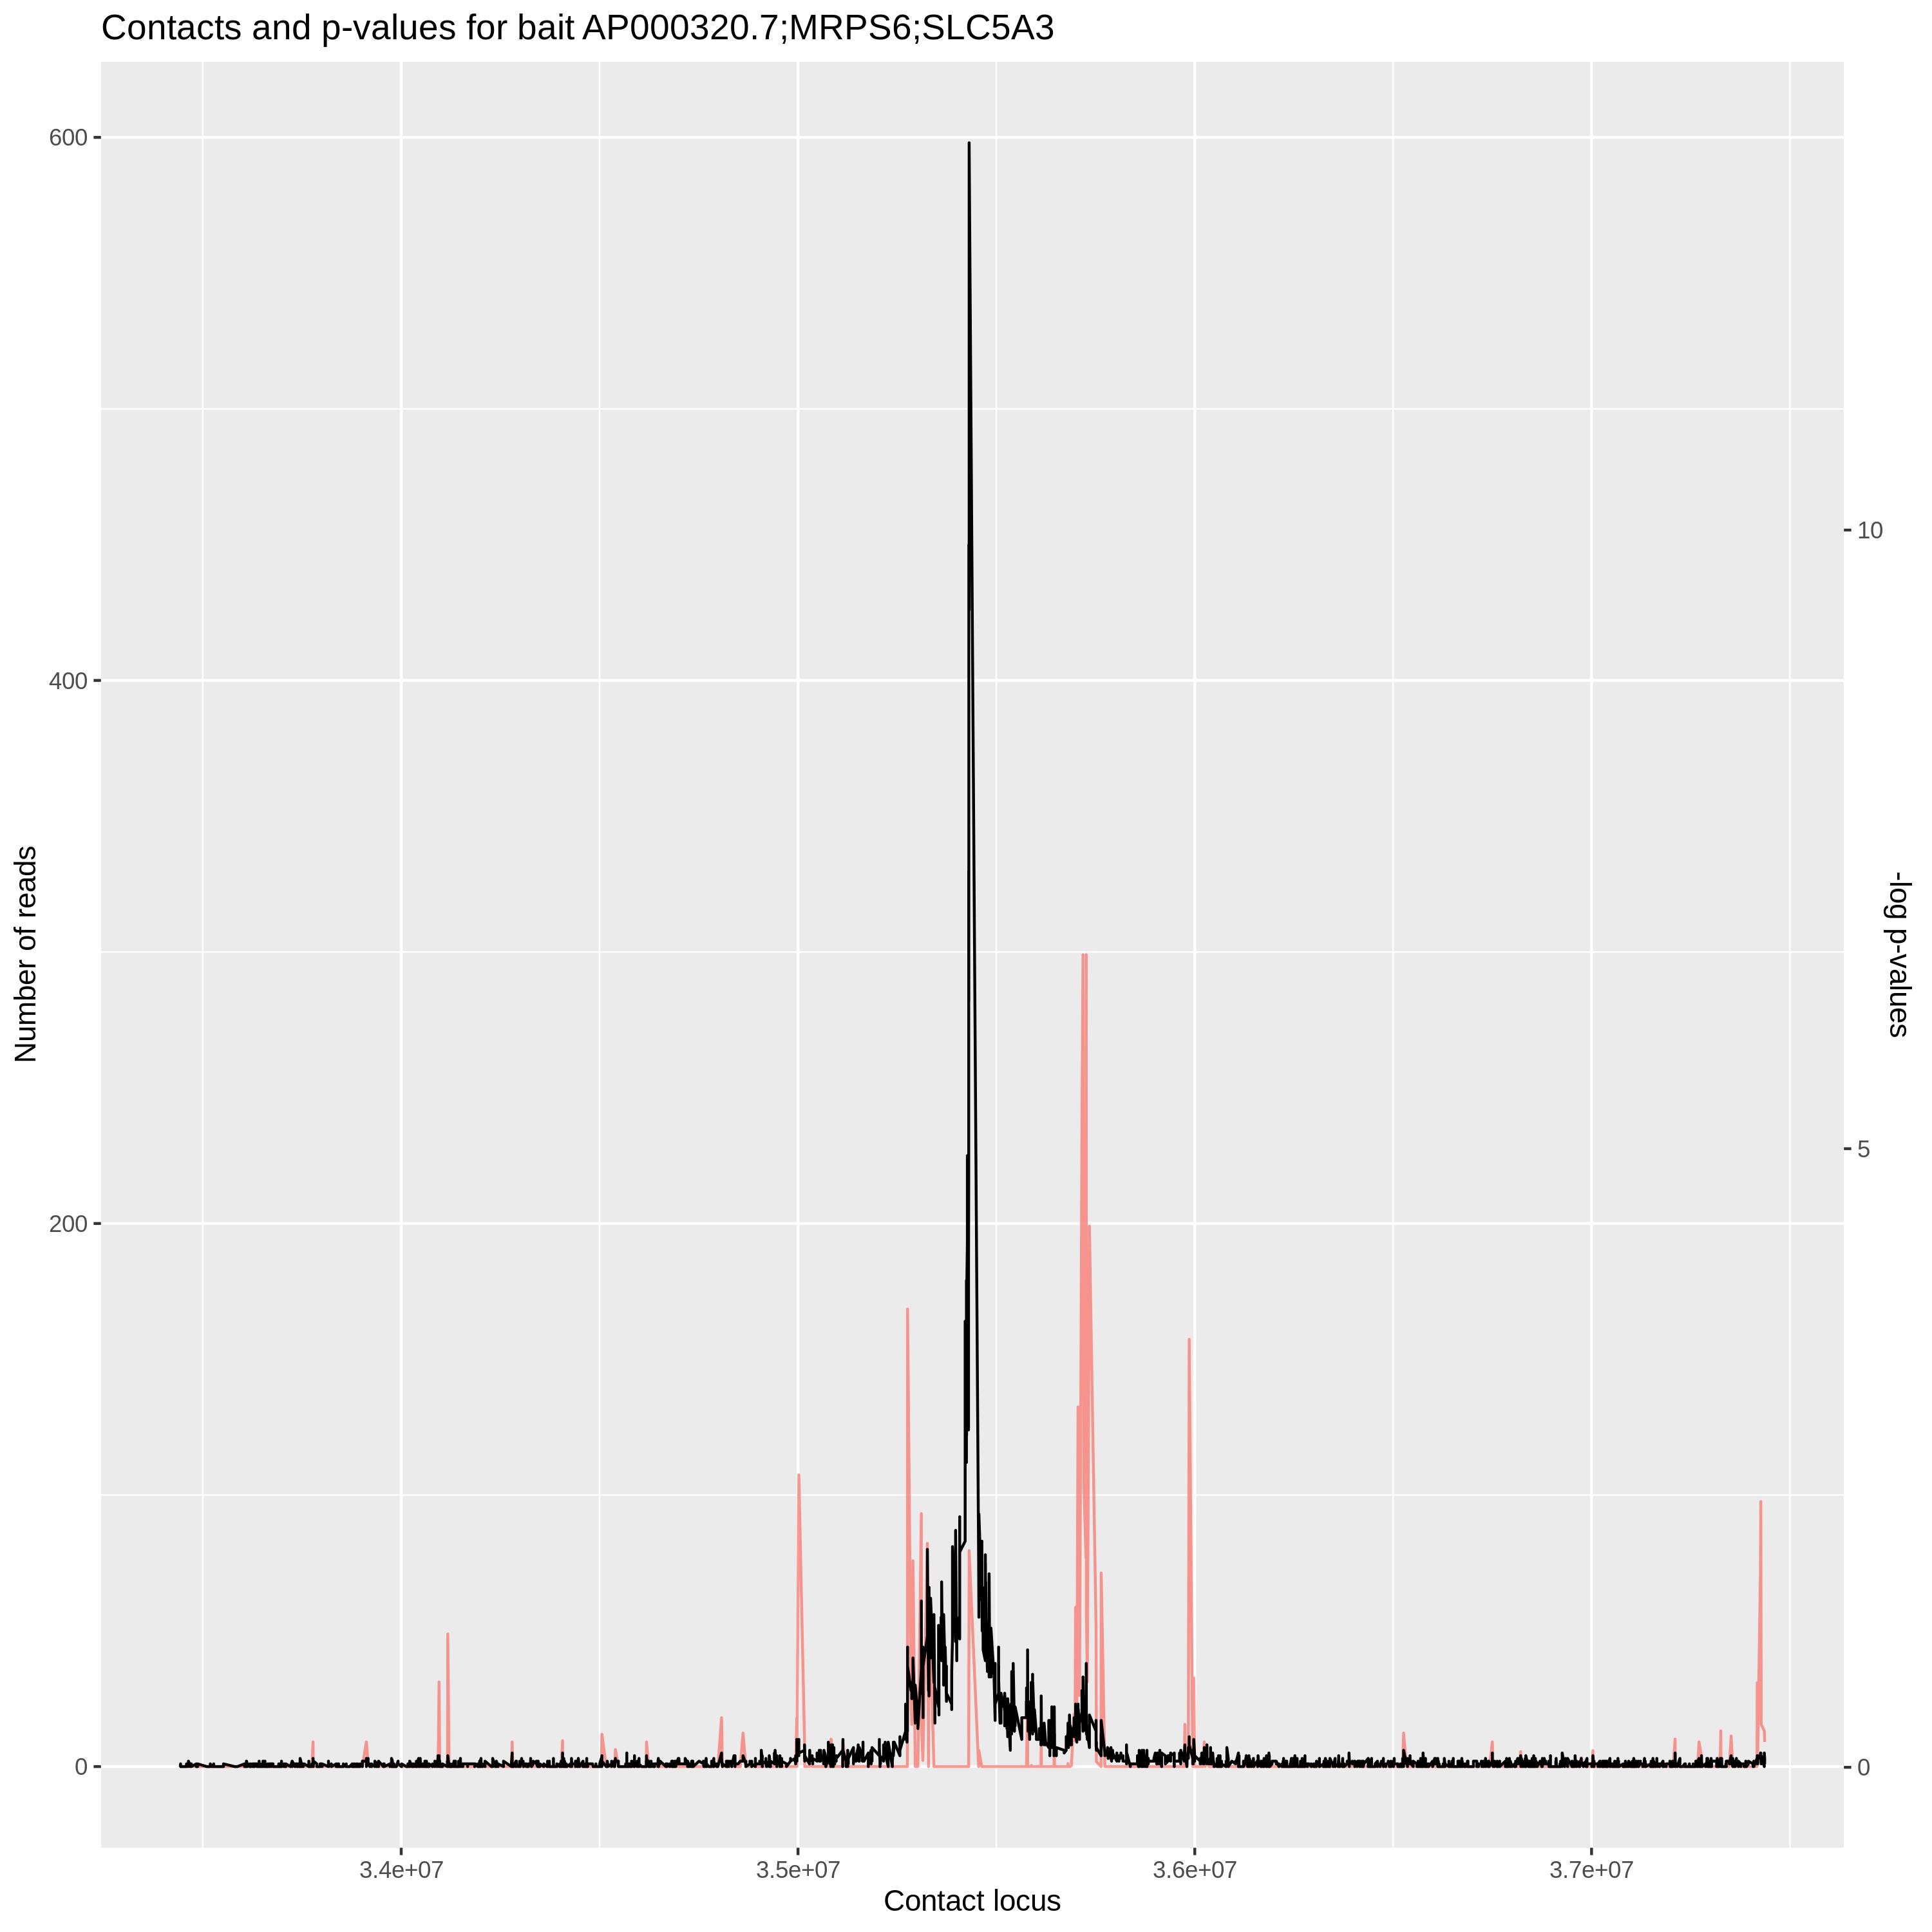 Contacts and p-values for bait AP000320.7;MRPS6;SLC5A3
600
400
200
0
Number of reads
10
5
0
-log p-values
3.4e+07
3.5e+07
3.6e+07
3.7e+07
Contact locus